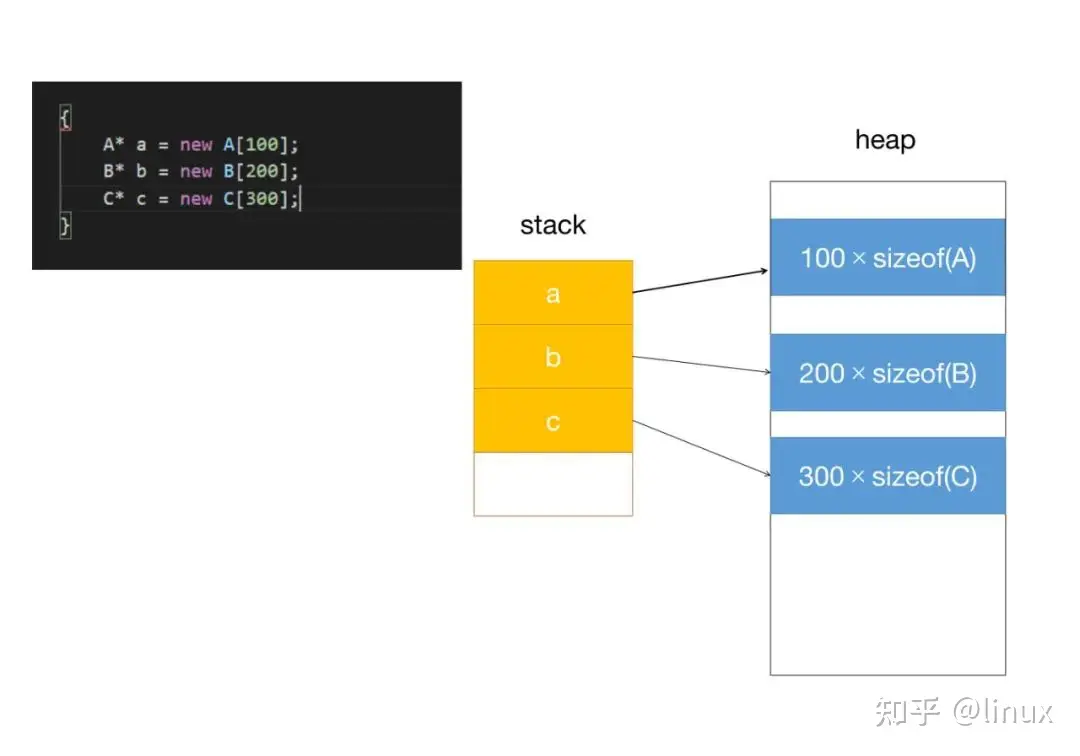 {
A* a = new A[100];
B* b = new B[200];
C* c = new C[300];
}
stack
a
b
c
heap
100 × sizeof(A)
200 × sizeof(B)
300 × sizeof(C)
知乎 @linux